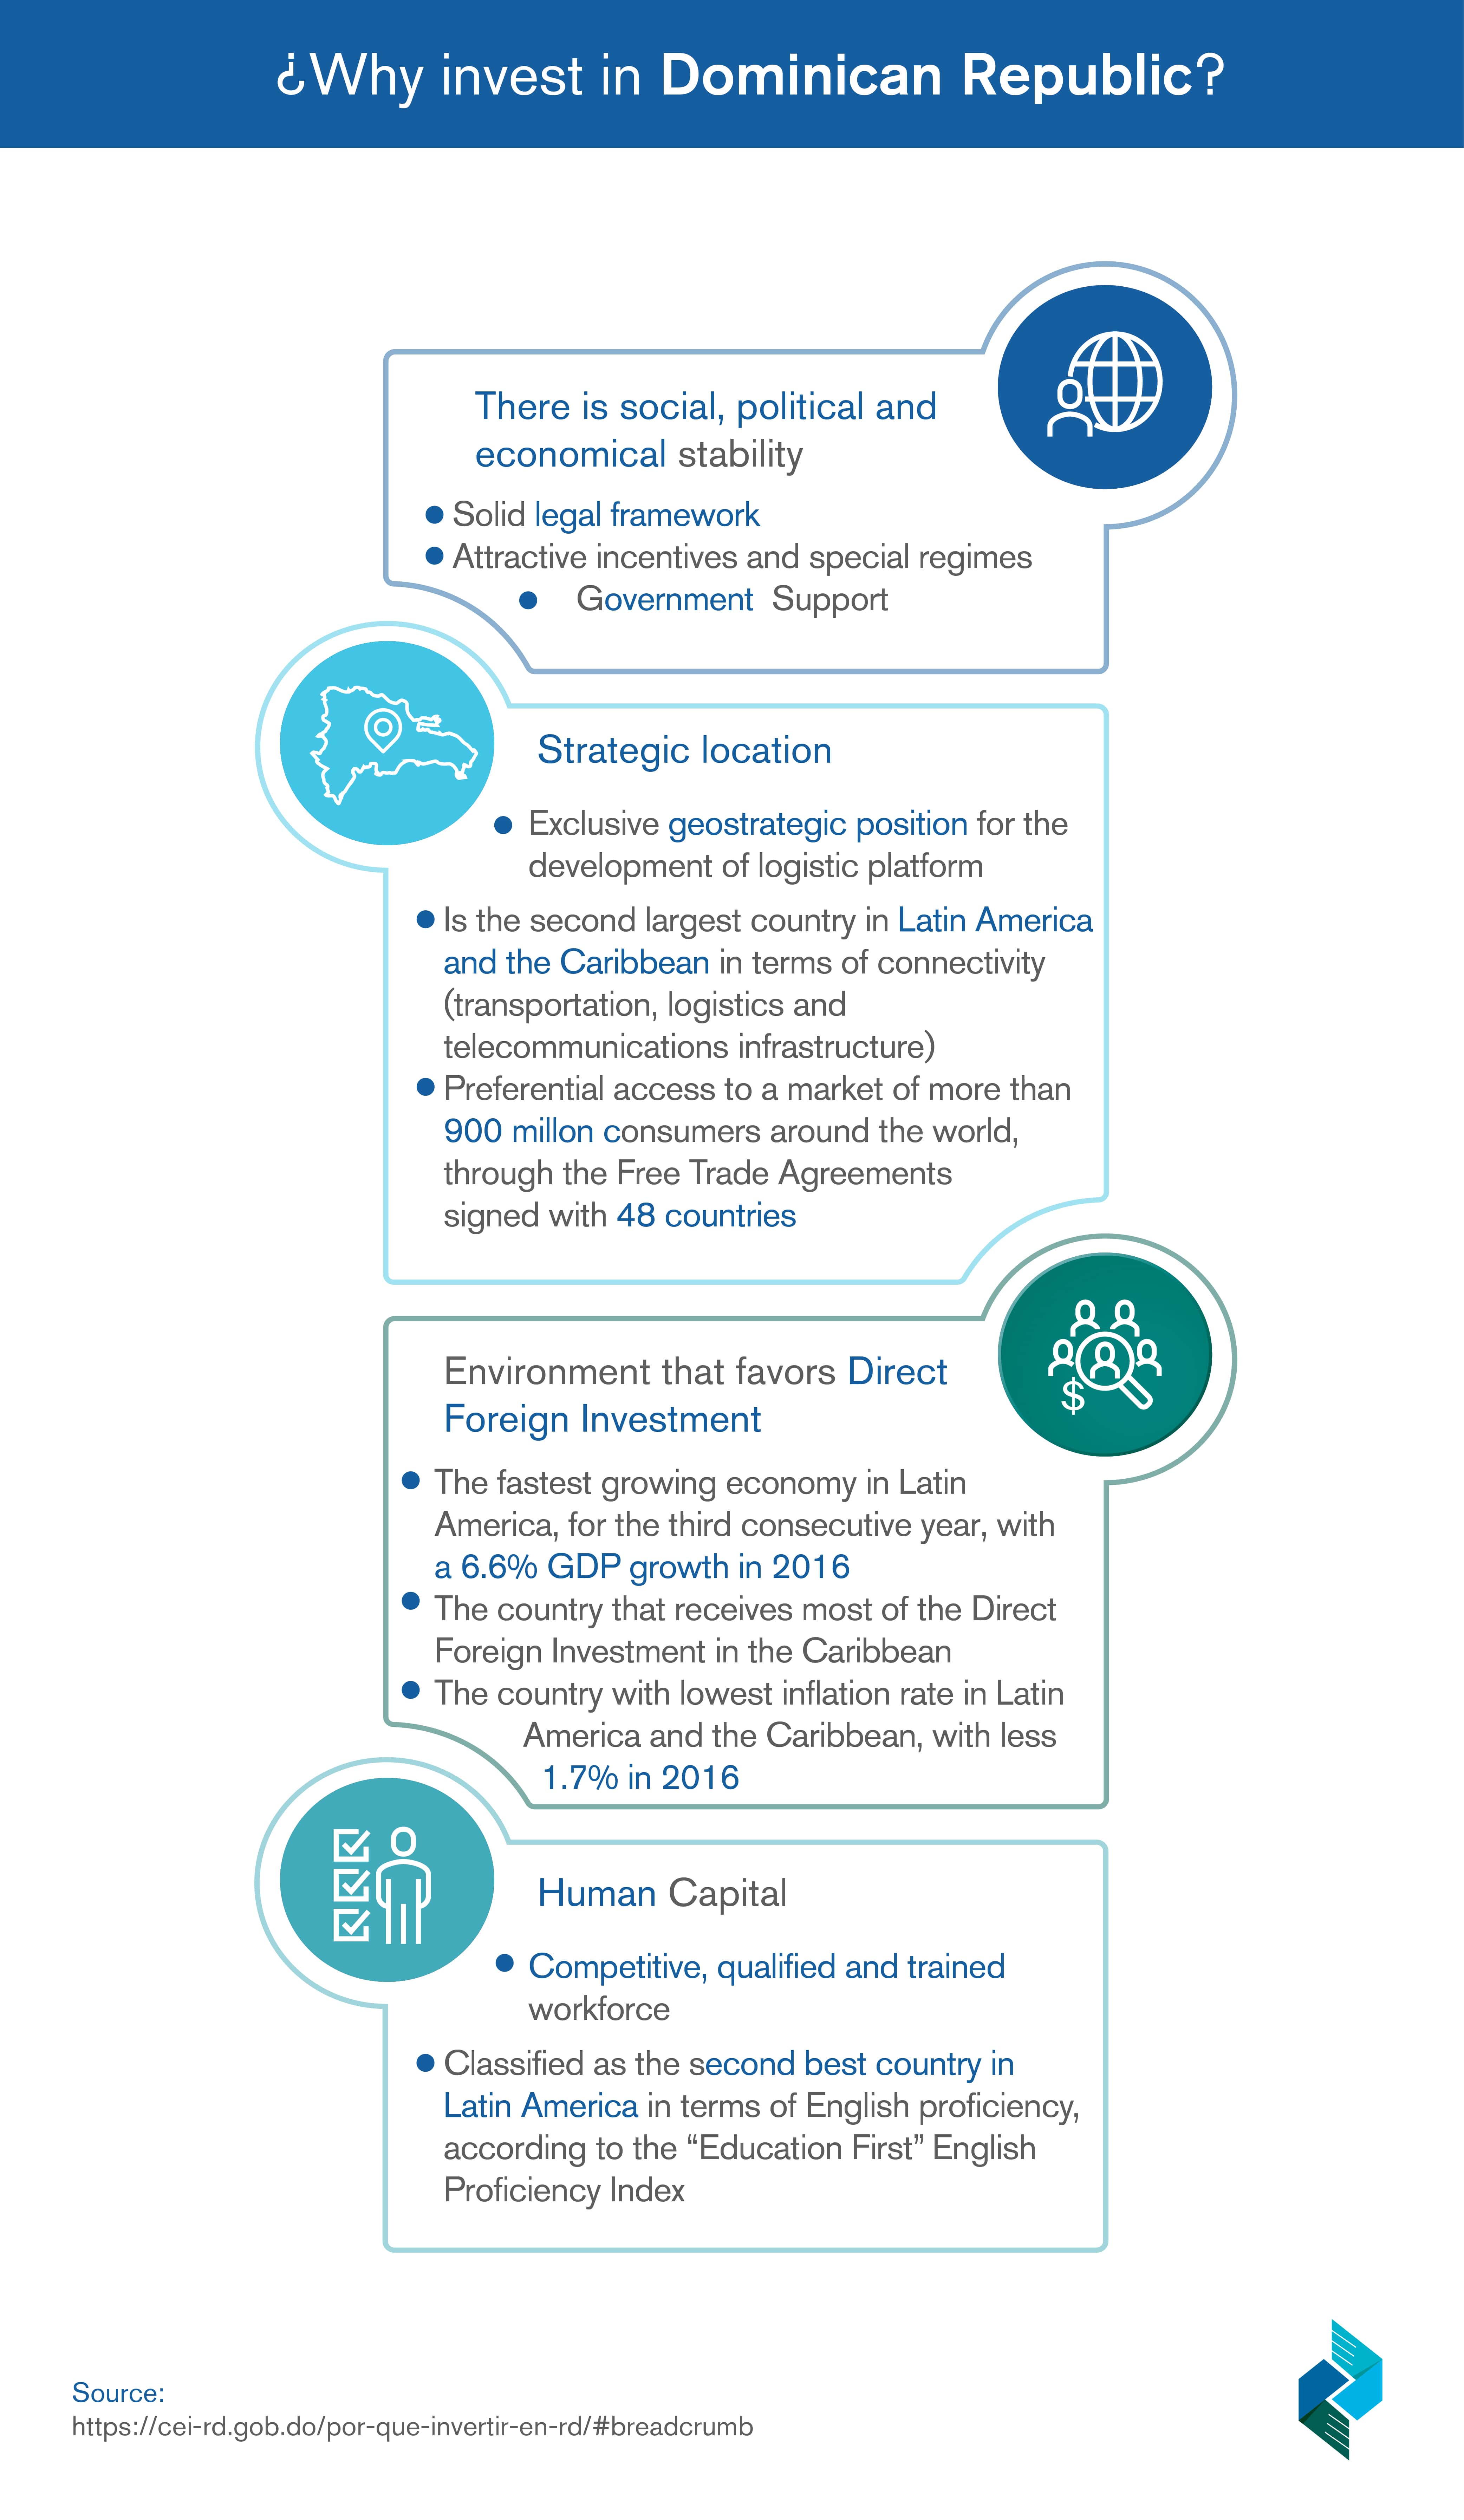 ¿Why invest in Dominican Republic?
There is social, political and
economical stability
● Solid legal framework
● Attractive incentives and special regimes
● Government Support
Strategic location
● Exclusive geostrategic position for the
development of logistic platform
● Is the second largest country in Latin America
and the Caribbean in terms of connectivity
(transportation, logistics and
telecommunications infrastructure)
● Preferential access to a market of more than
900 millon consumers around the world,
through the Free Trade Agreements
signed with 48 countries
Environment that favors Direct
Foreign Investment
$
● The fastest growing economy in Latin
America, for the third consecutive year, with
a 6.6% GDP growth in 2016
● The country that receives most of the Direct
Foreign Investment in the Caribbean
● The country with lowest inflation rate in Latin
America and the Caribbean, with less
1.7% in 2016
Human Capital
● Competitive, qualified and trained
workforce
● Classified as the second best country in
Latin America in terms of English proficiency,
according to the “Education First” English
Proficiency Index
Source:
https://cei-rd.gob.do/por-que-invertir-en-rd/#breadcrumb